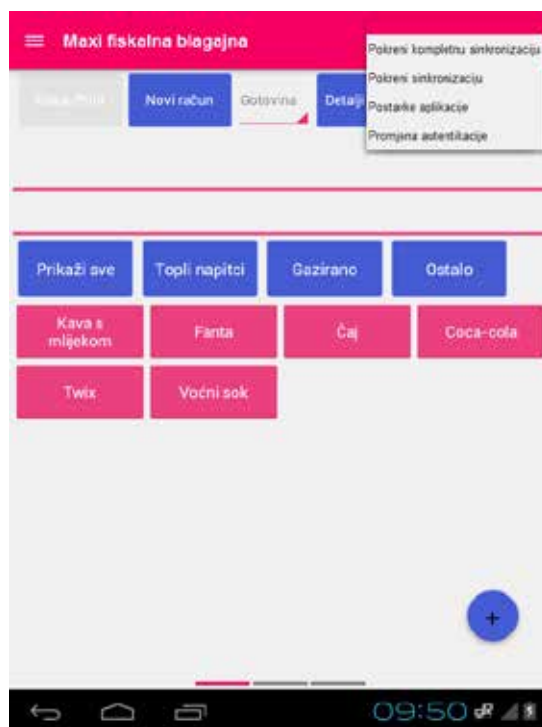 Maxi fiskalna blagajna
Pokreni kompletnu sinkronizaciju
Pokreni sinkronizaciju
Postavke aplikacije
Promjena autentikacije
Novi račun
Gotovina
Detalji
Prikaži sve
Topli napitci
Gazirano
Ostalo
Kava s
mlijekom
Fanta
Čaj
Coca-cola
Twix
Voćni sok
+
09:50